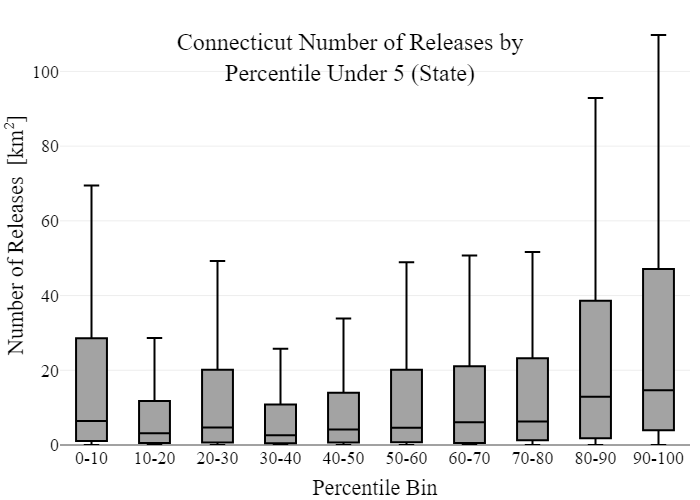 Connecticut Number of Releases by
Percentile Under 5 (State)
Number of Releases [km²]
100
80
60
40
20
0
0-10 10-20 20-30 30-40 40-50 50-60 60-70 70-80 80-90 90-100
Percentile Bin